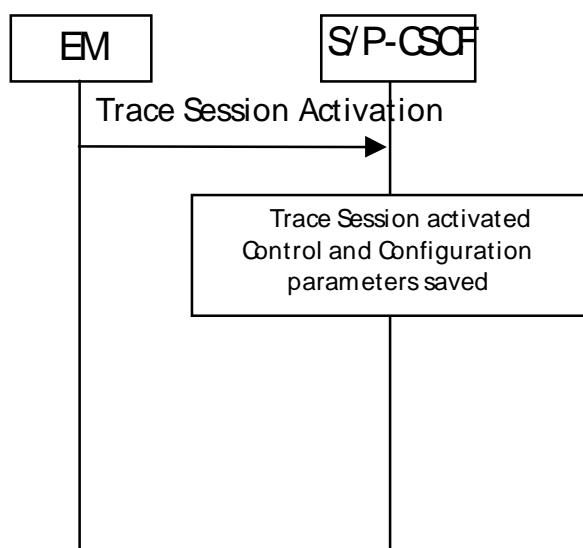 EM
S/P-CSCF
Trace Session Activation
Trace Session activated
Control and Configuration
parameters saved